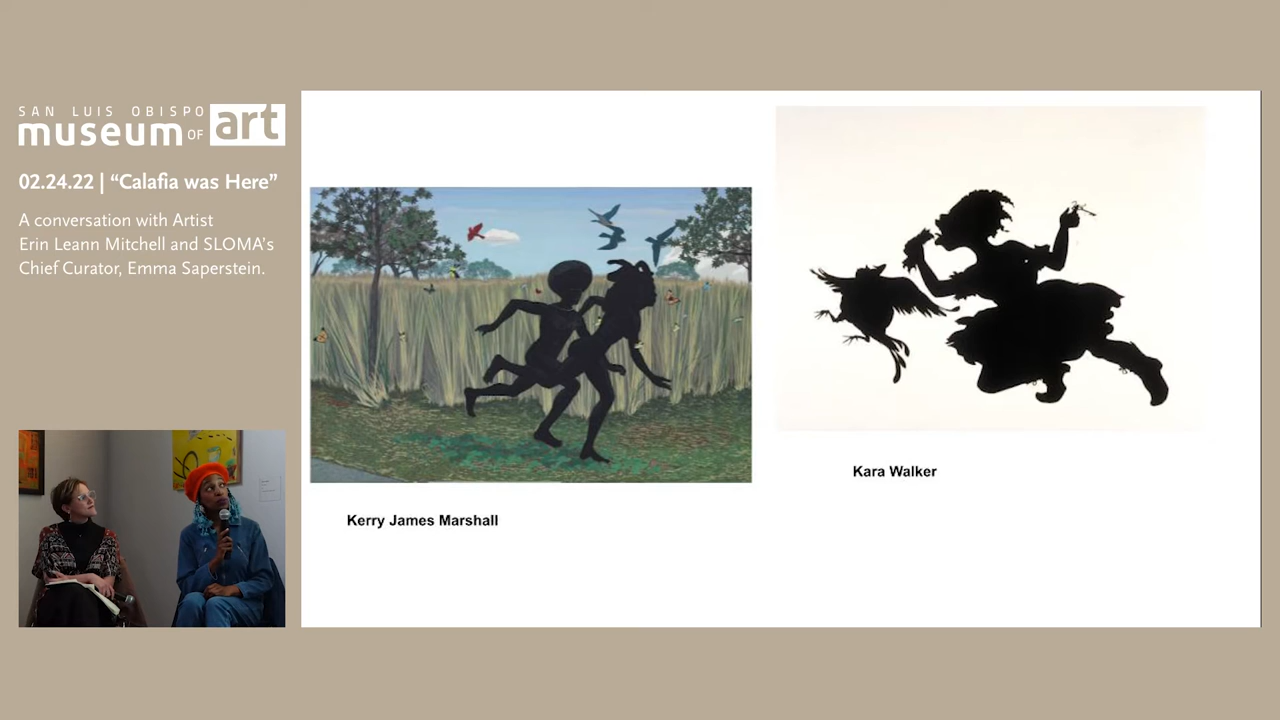 SAN LUIS OBISPO
museum OF art
02.24.22 | “Calafia was Here”
A conversation with Artist
Erin Leann Mitchell and SLOMA’s
Chief Curator, Emma Saperstein.
Kara Walker
Kerry James Marshall